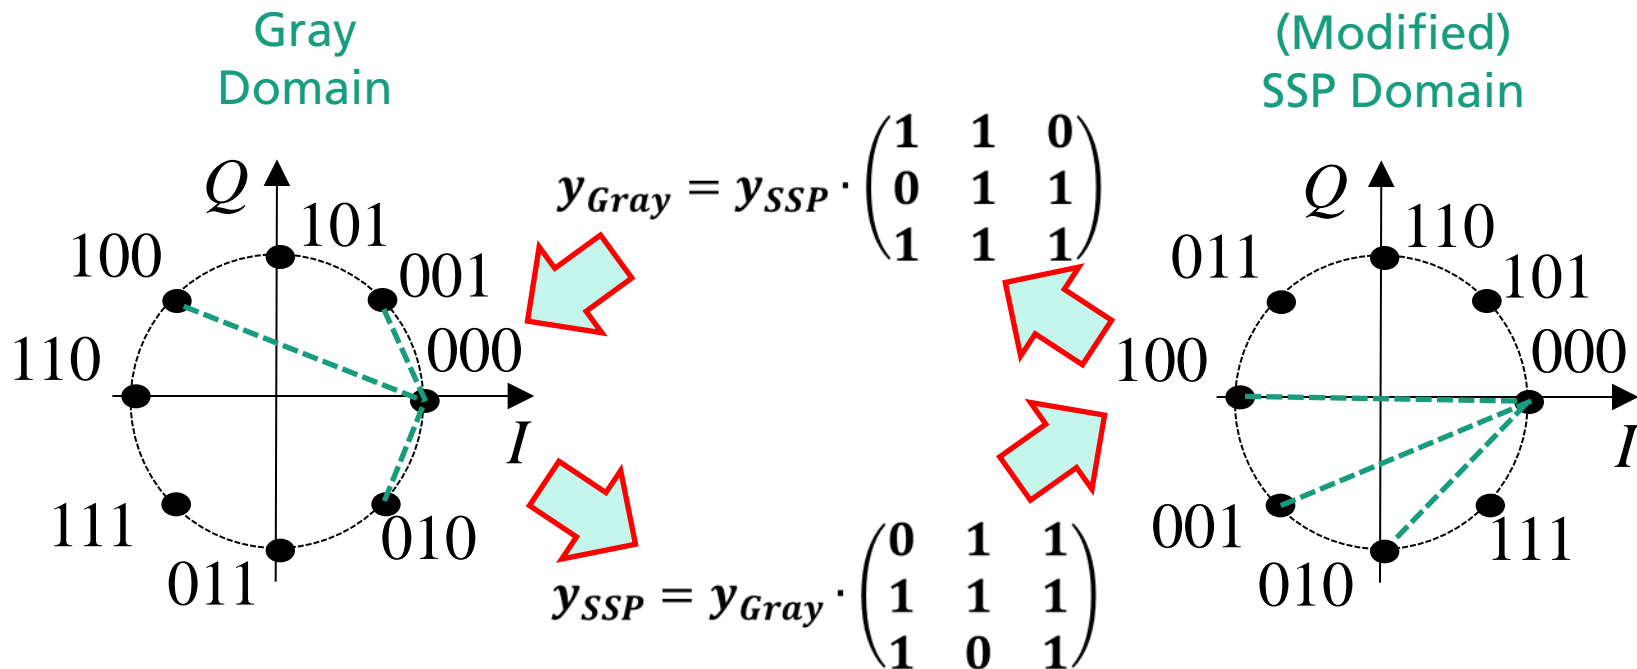 Gray
Domain
Q
101
100
001
000
110
I
111
010
011
y_Gray = y_SSP · (1 1 0
0 1 1
1 1 1)
y_SSP = y_Gray · (0 1 1
1 1 1
1 0 1)
(Modified)
SSP Domain
Q
110
011
101
000
100
I
001
111
010